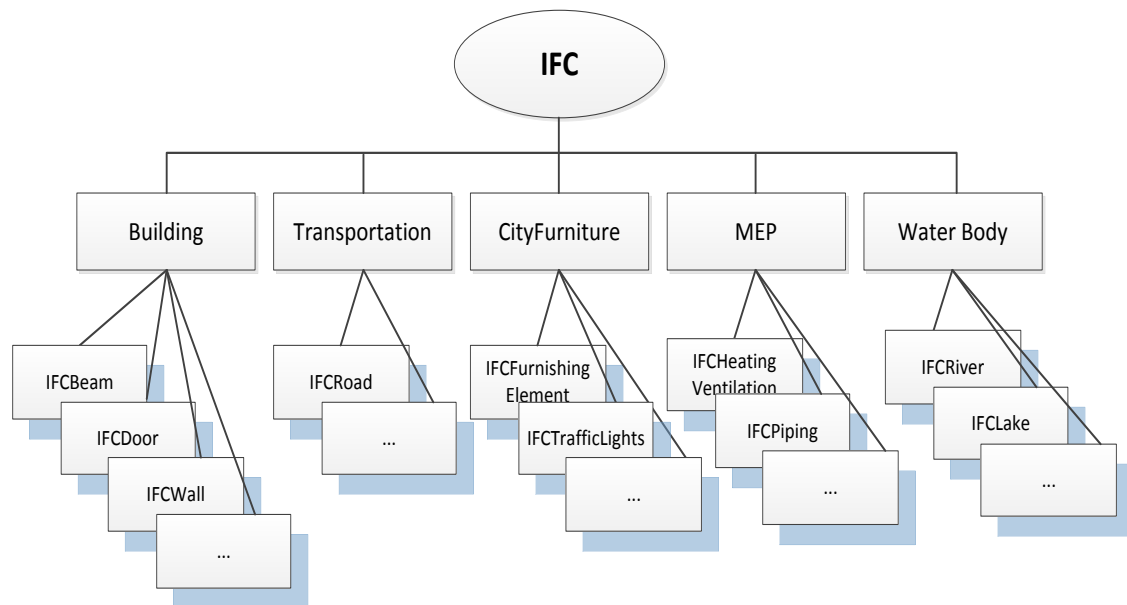 IFC
Building
Transportation
CityFurniture
MEP
Water Body
IFCBeam
IFCDoor
IFCWall
...
IFCRoad
...
IFCFurnishing
Element
IFCTrafficLights
...
IFCHeating
Ventilation
IFCPiping
...
IFCRiver
IFCLake
...